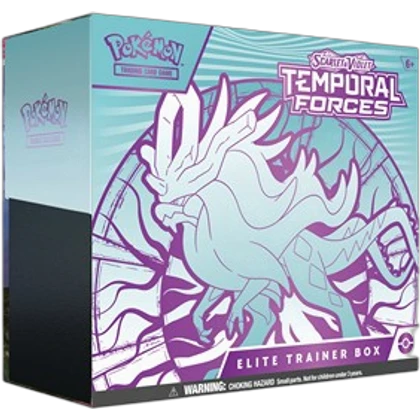 POKÉMON
TRADING CARD GAME
SCARLET & VIOLET
6+
TEMPORAL
FORCES
POKÉMON
ELITE TRAINER BOX
WARNING: CHOKING HAZARD Small parts. Not for children under 3 years.